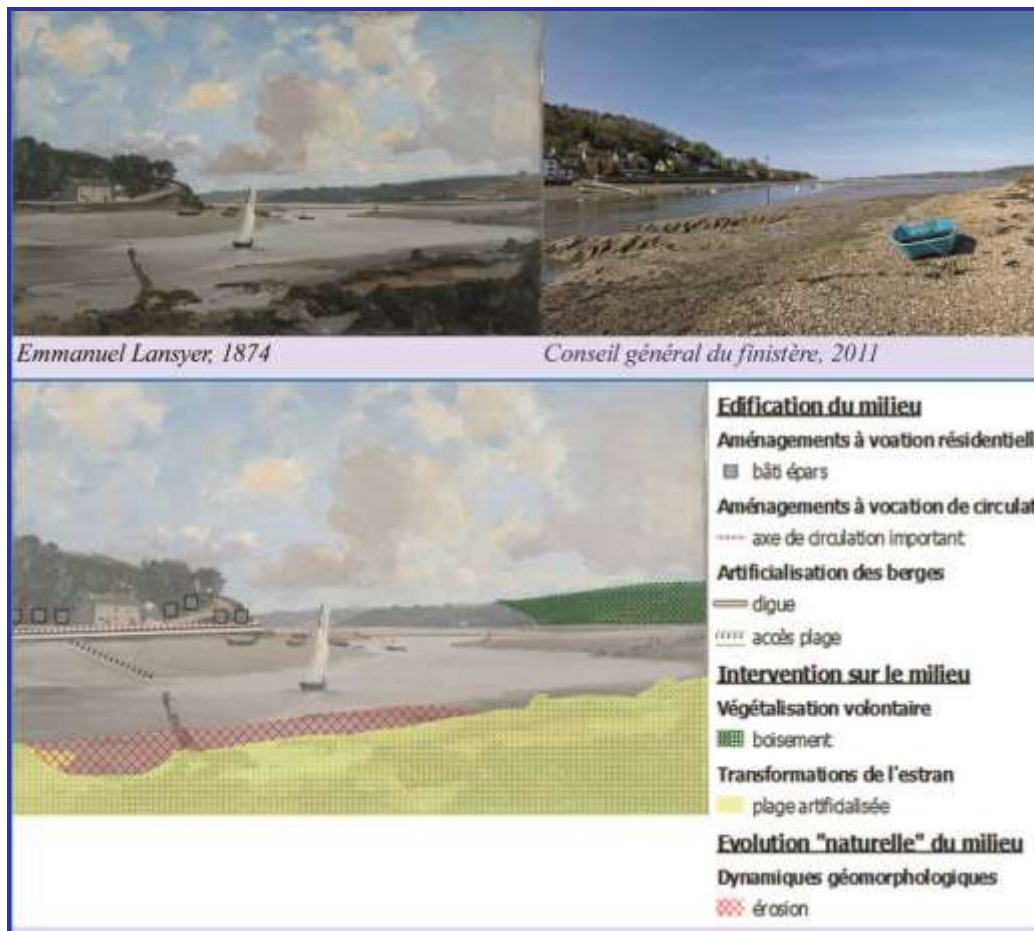 Emmanuel Lansyer, 1874
Conseil général du finistère, 2011
Edification du milieu
Aménagements à voation résidentiell
bâti épars
Aménagements à vocation de circulat
axe de circulation important
Artificialisation des berges
digue
accès plage
Intervention sur le milieu
Végétalisation volontaire
boisement
Transformations de l'estran
plage artificialisée
Evolution "naturelle" du milieu
Dynamiques géomorphologiques
érosion